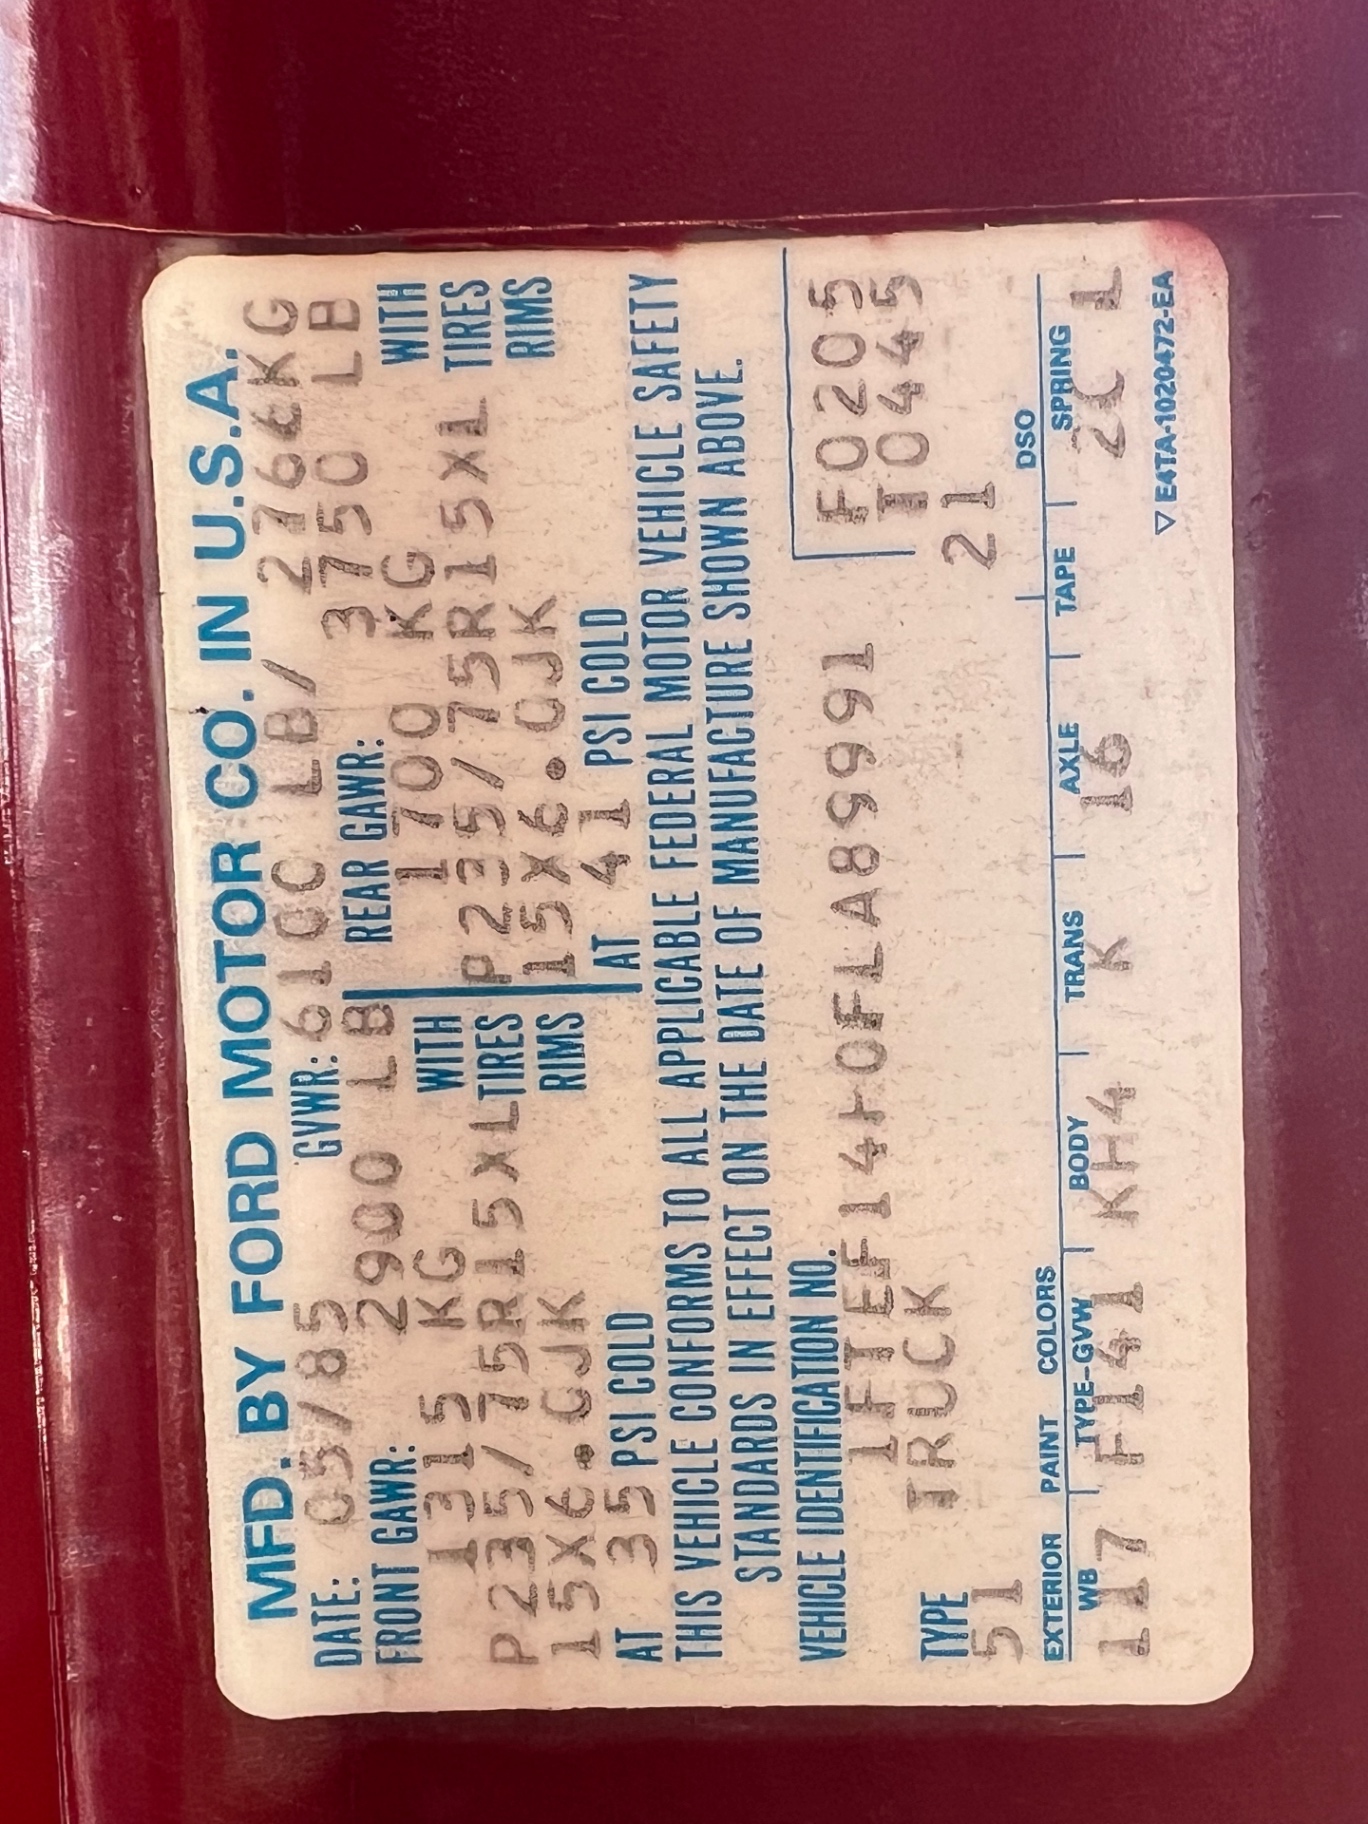 MFD. BY FORD MOTOR CO. IN U.S.A.
DATE: 05/85 GVWR: 6100 LB/ 2766KG
FRONT GAWR: 2900 LB REAR GAWR: 3750 LB
1315 KG WITH 1700 KG WITH
P235/75R15XL TIRES P235/75R15XL TIRES
15X6.0JK RIMS 15X6.0JK RIMS
AT 35 PSI COLD AT 41 PSI COLD
THIS VEHICLE CONFORMS TO ALL APPLICABLE FEDERAL MOTOR VEHICLE SAFETY
STANDARDS IN EFFECT ON THE DATE OF MANUFACTURE SHOWN ABOVE.
VEHICLE IDENTIFICATION NO.
1FTEF14H0FLA89991 F0205
TYPE TRUCK T0445
51 21
EXTERIOR PAINT COLORS DSO
WB TYPE-GVW BODY TRANS AXLE TAPE SPRING
117 F141 KH4 K 16 2C 1
▽ E4TA-1020472-EA